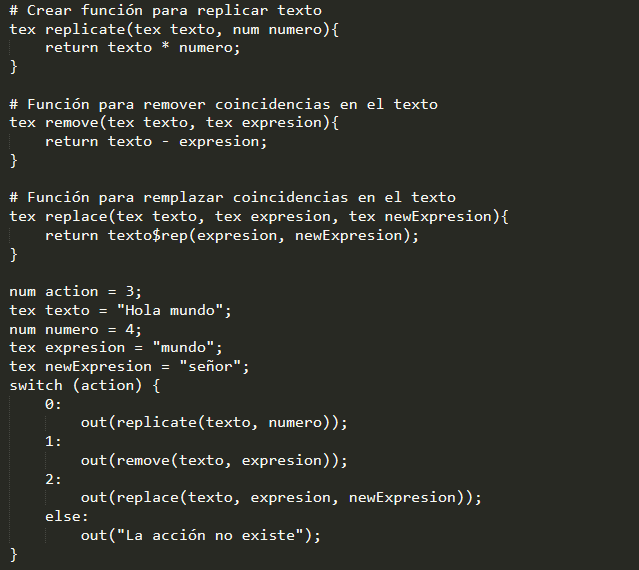 # Crear función para replicar texto
tex replicate(tex texto, num numero){
    return texto * numero;
}

# Función para remover coincidencias en el texto
tex remove(tex texto, tex expresion){
    return texto - expresion;
}

# Función para remplazar coincidencias en el texto
tex replace(tex texto, tex expresion, tex newExpresion){
    return texto$rep(expresion, newExpresion);
}

num action = 3;
tex texto = "Hola mundo";
num numero = 4;
tex expresion = "mundo";
tex newExpresion = "señor";
switch (action) {
    0:
        out(replicate(texto, numero));
    1:
        out(remove(texto, expresion));
    2:
        out(replace(texto, expresion, newExpresion));
    else:
        out("La acción no existe");
}